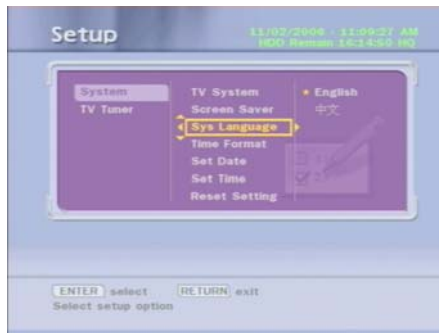 Setup
11/02/2006 - 11:09:27 AM
HDD Remain 16:14:50 HQ
System
TV System
English
TV Tuner
Screen Saver
中文
Sys Language
Time Format
Set Date
Set Time
Reset Setting
ENTER select RETURN exit
Select setup option